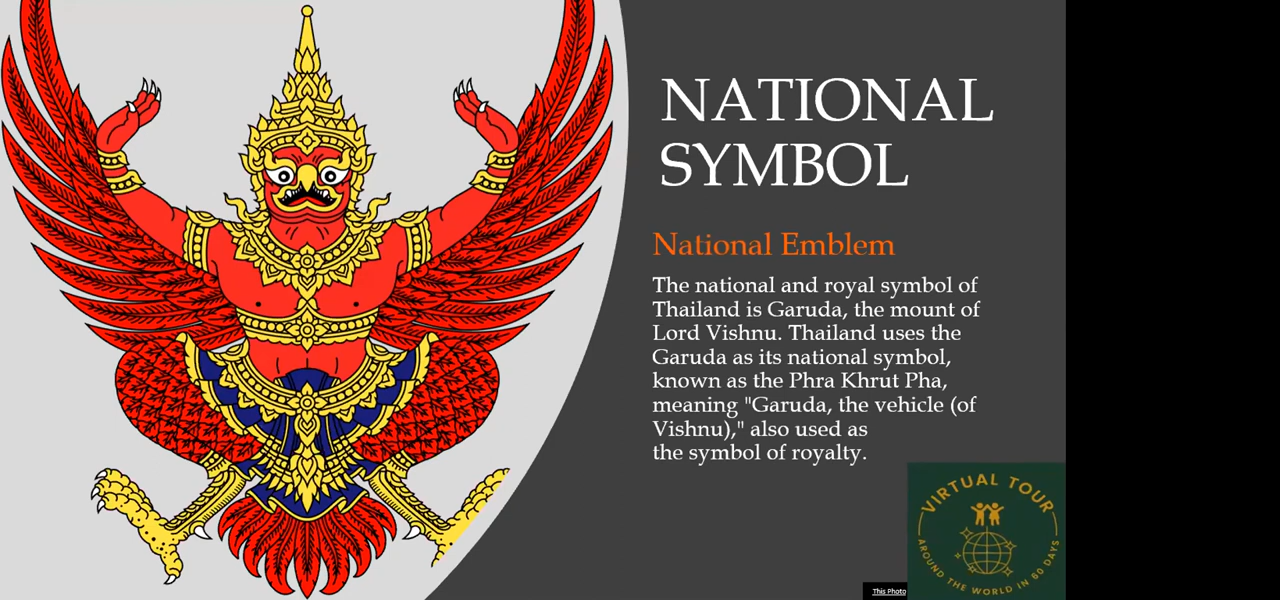 NATIONAL
SYMBOL
National Emblem
The national and royal symbol of
Thailand is Garuda, the mount of
Lord Vishnu. Thailand uses the
Garuda as its national symbol,
known as the Phra Khrut Pha,
meaning "Garuda, the vehicle (of
Vishnu)," also used as
the symbol of royalty.
VIRTUAL TOUR
AROUND THE WORLD IN 60 DAYS
This Photo